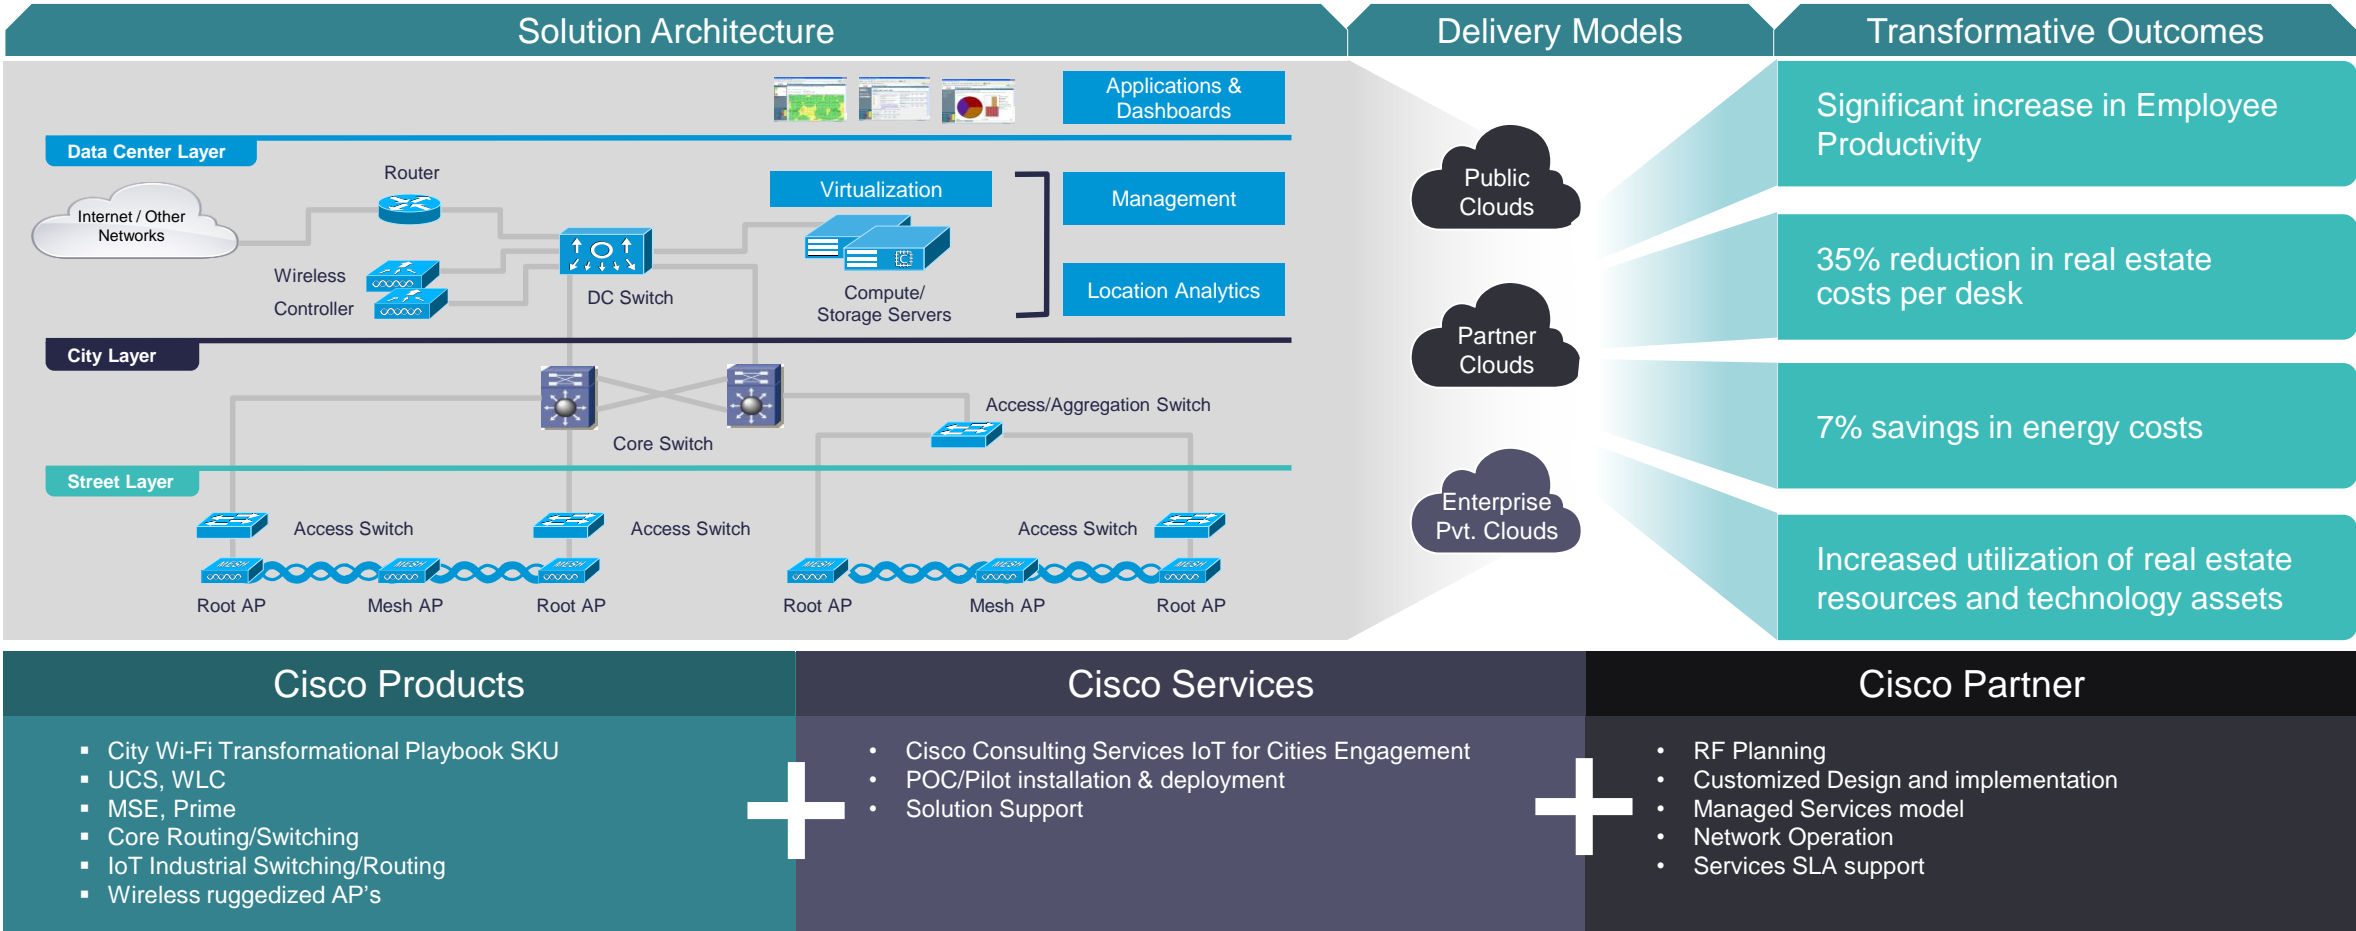 Solution Architecture
Delivery Models
Transformative Outcomes
Applications &
Dashboards
Data Center Layer
Router
Internet / Other
Networks
Wireless
Controller
DC Switch
Virtualization
Compute/
Storage Servers
Management
Location Analytics
City Layer
Core Switch
Access/Aggregation Switch
Street Layer
Access Switch
Access Switch
Access Switch
MESH
MESH
MESH
MESH
MESH
MESH
Root AP
Mesh AP
Root AP
Root AP
Mesh AP
Root AP
Public
Clouds
Partner
Clouds
Enterprise
Pvt. Clouds
Significant increase in Employee
Productivity
35% reduction in real estate
costs per desk
7% savings in energy costs
Increased utilization of real estate
resources and technology assets
Cisco Products
▪ City Wi-Fi Transformational Playbook SKU
▪ UCS, WLC
▪ MSE, Prime
▪ Core Routing/Switching
▪ IoT Industrial Switching/Routing
▪ Wireless ruggedized AP's
Cisco Services
• Cisco Consulting Services IoT for Cities Engagement
• POC/Pilot installation & deployment
• Solution Support
Cisco Partner
• RF Planning
• Customized Design and implementation
• Managed Services model
• Network Operation
• Services SLA support